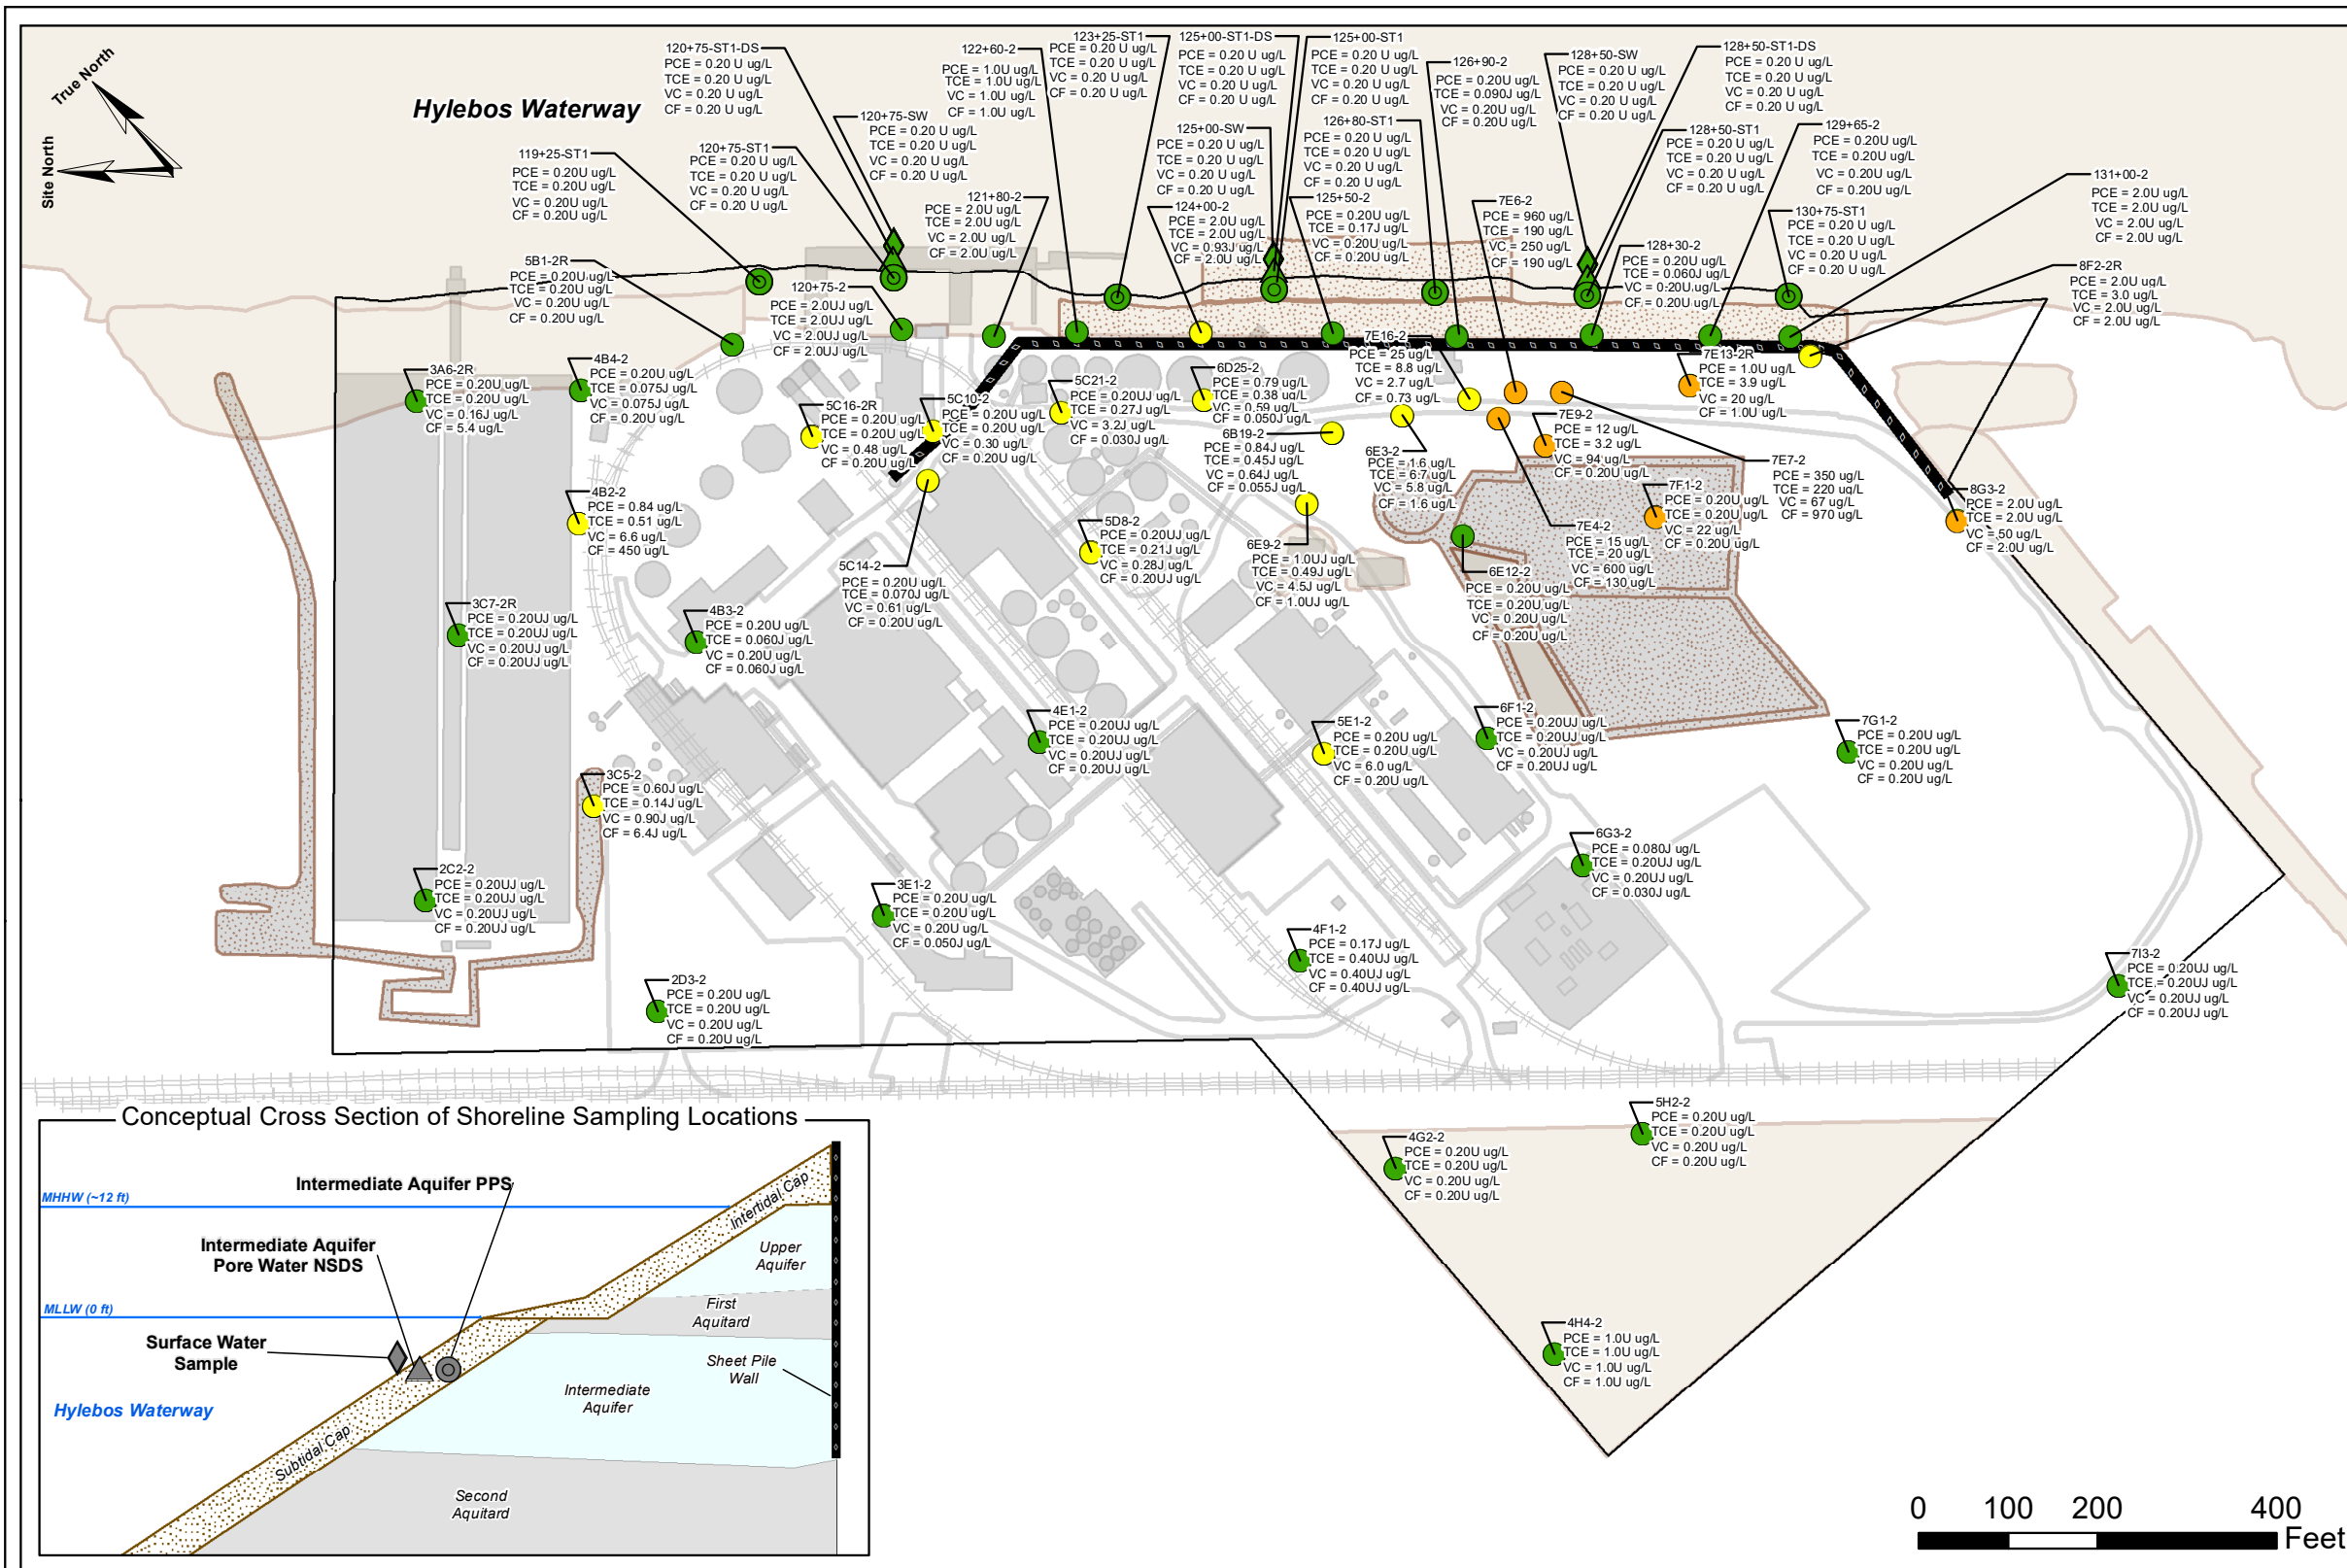 True North
Site North
Hylebos Waterway
120+75-ST1-DS
PCE = 0.20 U ug/L
TCE = 0.20 U ug/L
VC = 0.20 U ug/L
CF = 0.20 U ug/L
122+60-2
PCE = 1.0U ug/L
TCE = 1.0U ug/L
VC = 1.0U ug/L
CF = 1.0U ug/L
123+25-ST1
PCE = 0.20 U ug/L
TCE = 0.20 U ug/L
VC = 0.20 U ug/L
CF = 0.20 U ug/L
125+00-ST1-DS
PCE = 0.20 U ug/L
TCE = 0.20 U ug/L
VC = 0.20 U ug/L
CF = 0.20 U ug/L
125+00-ST1
PCE = 0.20 U ug/L
TCE = 0.20 U ug/L
VC = 0.20 U ug/L
CF = 0.20 U ug/L
126+90-2
PCE = 0.20U ug/L
TCE = 0.090J ug/L
VC = 0.20U ug/L
CF = 0.20U ug/L
128+50-SW
PCE = 0.20 U ug/L
TCE = 0.20 U ug/L
VC = 0.20 U ug/L
CF = 0.20 U ug/L
128+50-ST1-DS
PCE = 0.20 U ug/L
TCE = 0.20 U ug/L
VC = 0.20 U ug/L
CF = 0.20 U ug/L
119+25-ST1
PCE = 0.20U ug/L
TCE = 0.20U ug/L
VC = 0.20U ug/L
CF = 0.20U ug/L
120+75-ST1
PCE = 0.20 U ug/L
TCE = 0.20 U ug/L
VC = 0.20 U ug/L
CF = 0.20 U ug/L
120+75-SW
PCE = 0.20 U ug/L
TCE = 0.20 U ug/L
VC = 0.20 U ug/L
CF = 0.20 U ug/L
121+80-2
PCE = 2.0U ug/L
TCE = 2.0U ug/L
VC = 2.0U ug/L
CF = 2.0U ug/L
125+00-SW
PCE = 0.20 U ug/L
TCE = 0.20 U ug/L
VC = 0.20 U ug/L
CF = 0.20 U ug/L
124+00-2
PCE = 2.0U ug/L
TCE = 2.0U ug/L
VC = 0.93J ug/L
CF = 2.0U ug/L
126+80-ST1
PCE = 0.20 U ug/L
TCE = 0.20 U ug/L
VC = 0.20 U ug/L
CF = 0.20 U ug/L
125+50-2
PCE = 0.20U ug/L
TCE = 0.17J ug/L
VC = 0.20U ug/L
CF = 0.20U ug/L
7E6-2
PCE = 960 ug/L
TCE = 190 ug/L
VC = 250 ug/L
CF = 190 ug/L
128+50-ST1
PCE = 0.20 U ug/L
TCE = 0.20 U ug/L
VC = 0.20 U ug/L
CF = 0.20 U ug/L
129+65-2
PCE = 0.20U ug/L
TCE = 0.20U ug/L
VC = 0.20U ug/L
CF = 0.20U ug/L
131+00-2
PCE = 2.0U ug/L
TCE = 2.0U ug/L
VC = 2.0U ug/L
CF = 2.0U ug/L
128+30-2
PCE = 0.20U ug/L
TCE = 0.060J ug/L
VC = 0.20U ug/L
CF = 0.20U ug/L
130+75-ST1
PCE = 0.20 U ug/L
TCE = 0.20 U ug/L
VC = 0.20 U ug/L
CF = 0.20 U ug/L
8F2-2R
PCE = 2.0U ug/L
TCE = 3.0 ug/L
VC = 2.0U ug/L
CF = 2.0U ug/L
5B1-2R
PCE = 0.20U ug/L
TCE = 0.20U ug/L
VC = 0.20U ug/L
CF = 0.20U ug/L
120+75-2
PCE = 2.0UJ ug/L
TCE = 2.0UJ ug/L
VC = 2.0UJ ug/L
CF = 2.0UJ ug/L
3A6-2R
PCE = 0.20U ug/L
TCE = 0.20U ug/L
VC = 0.16J ug/L
CF = 5.4 ug/L
4B4-2
PCE = 0.20U ug/L
TCE = 0.075J ug/L
VC = 0.075J ug/L
CF = 0.20U ug/L
5C16-2R
PCE = 0.20U ug/L
TCE = 0.20U ug/L
VC = 0.48 ug/L
CF = 0.20U ug/L
5C10-2
PCE = 0.20U ug/L
TCE = 0.20U ug/L
VC = 0.30 ug/L
CF = 0.20U ug/L
5C21-2
PCE = 0.20UJ ug/L
TCE = 0.27J ug/L
VC = 3.2J ug/L
CF = 0.030J ug/L
6D25-2
PCE = 0.79 ug/L
TCE = 0.38 ug/L
VC = 0.59 ug/L
CF = 0.050J ug/L
6B19-2
PCE = 0.84J ug/L
TCE = 0.45J ug/L
VC = 0.64J ug/L
CF = 0.055J ug/L
7E16-2
PCE = 25 ug/L
TCE = 8.8 ug/L
VC = 2.7 ug/L
CF = 0.73 ug/L
6E3-2
PCE = 1.6 ug/L
TCE = 6.7 ug/L
VC = 5.8 ug/L
CF = 1.6 ug/L
7E13-2R
PCE = 1.0U ug/L
TCE = 3.9 ug/L
VC = 20 ug/L
CF = 1.0U ug/L
7E9-2
PCE = 12 ug/L
TCE = 3.2 ug/L
VC = 94 ug/L
CF = 0.20U ug/L
7E7-2
PCE = 350 ug/L
TCE = 220 ug/L
VC = 67 ug/L
CF = 970 ug/L
7F1-2
PCE = 0.20U ug/L
TCE = 0.20U ug/L
VC = 22 ug/L
CF = 0.20U ug/L
8G3-2
PCE = 2.0U ug/L
TCE = 2.0U ug/L
VC = 50 ug/L
CF = 2.0U ug/L
4B2-2
PCE = 0.84 ug/L
TCE = 0.51 ug/L
VC = 6.6 ug/L
CF = 450 ug/L
5C14-2
PCE = 0.20U ug/L
TCE = 0.070J ug/L
VC = 0.61 ug/L
CF = 0.20U ug/L
5D8-2
PCE = 0.20UJ ug/L
TCE = 0.21J ug/L
VC = 0.28J ug/L
CF = 0.20UJ ug/L
6E9-2
PCE = 1.0UJ ug/L
TCE = 0.49J ug/L
VC = 4.5J ug/L
CF = 1.0UJ ug/L
7E4-2
PCE = 15 ug/L
TCE = 20 ug/L
VC = 600 ug/L
CF = 130 ug/L
6E12-2
PCE = 0.20U ug/L
TCE = 0.20U ug/L
VC = 0.20U ug/L
CF = 0.20U ug/L
3C7-2R
PCE = 0.20UJ ug/L
TCE = 0.20UJ ug/L
VC = 0.20UJ ug/L
CF = 0.20UJ ug/L
4B3-2
PCE = 0.20U ug/L
TCE = 0.060J ug/L
VC = 0.20U ug/L
CF = 0.060J ug/L
4E1-2
PCE = 0.20UJ ug/L
TCE = 0.20UJ ug/L
VC = 0.20UJ ug/L
CF = 0.20UJ ug/L
5E1-2
PCE = 0.20U ug/L
TCE = 0.20U ug/L
VC = 6.0 ug/L
CF = 0.20U ug/L
6F1-2
PCE = 0.20UJ ug/L
TCE = 0.20UJ ug/L
VC = 0.20UJ ug/L
CF = 0.20UJ ug/L
7G1-2
PCE = 0.20U ug/L
TCE = 0.20U ug/L
VC = 0.20U ug/L
CF = 0.20U ug/L
3C5-2
PCE = 0.60J ug/L
TCE = 0.14J ug/L
VC = 0.90J ug/L
CF = 6.4J ug/L
2C2-2
PCE = 0.20UJ ug/L
TCE = 0.20UJ ug/L
VC = 0.20UJ ug/L
CF = 0.20UJ ug/L
3E1-2
PCE = 0.20U ug/L
TCE = 0.20U ug/L
VC = 0.20U ug/L
CF = 0.050J ug/L
6G3-2
PCE = 0.080J ug/L
TCE = 0.20UJ ug/L
VC = 0.20UJ ug/L
CF = 0.030J ug/L
4F1-2
PCE = 0.17J ug/L
TCE = 0.40UJ ug/L
VC = 0.40UJ ug/L
CF = 0.40UJ ug/L
7I3-2
PCE = 0.20UJ ug/L
TCE = 0.20UJ ug/L
VC = 0.20UJ ug/L
CF = 0.20UJ ug/L
2D3-2
PCE = 0.20U ug/L
TCE = 0.20U ug/L
VC = 0.20U ug/L
CF = 0.20U ug/L
5H2-2
PCE = 0.20U ug/L
TCE = 0.20U ug/L
VC = 0.20U ug/L
CF = 0.20U ug/L
4G2-2
PCE = 0.20U ug/L
TCE = 0.20U ug/L
VC = 0.20U ug/L
CF = 0.20U ug/L
4H4-2
PCE = 1.0U ug/L
TCE = 1.0U ug/L
VC = 1.0U ug/L
CF = 1.0U ug/L
Conceptual Cross Section of Shoreline Sampling Locations
Intermediate Aquifer PPS
MHHW (~12 ft)
Intertidal Cap
Intermediate Aquifer
Pore Water NSDS
Upper
Aquifer
MLLW (0 ft)
First
Aquitard
Surface Water
Sample
Sheet Pile
Wall
Intermediate
Aquifer
Hylebos Waterway
Subtidal Cap
Second
Aquitard
0 100 200 400
Feet